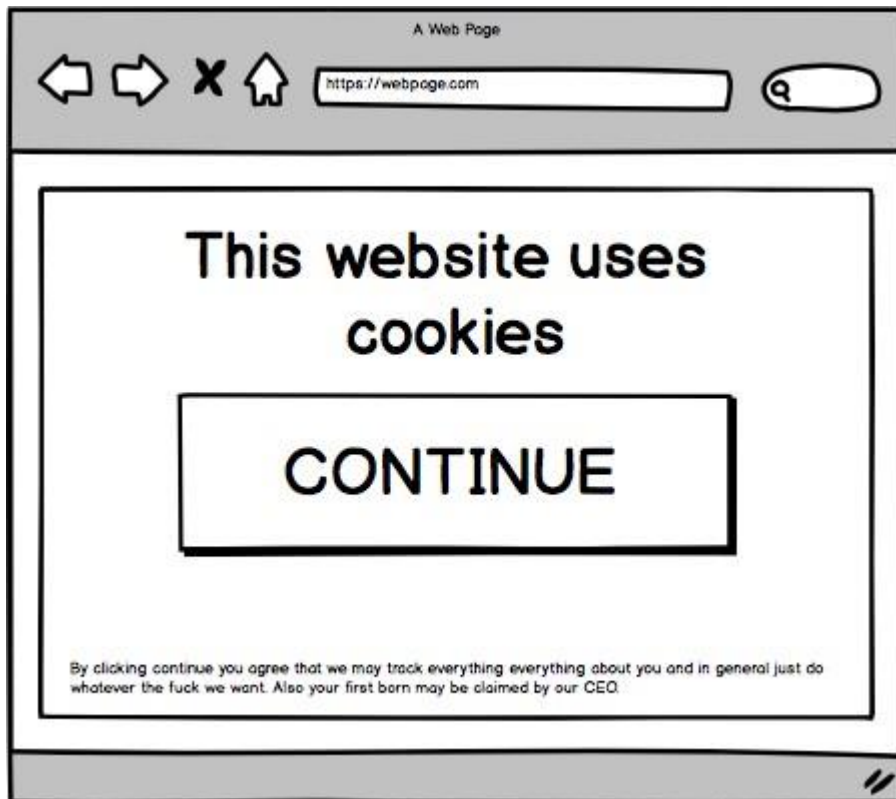 A Web Page
https://webpage.com
This website uses
cookies
CONTINUE
By clicking continue you agree that we may track everything everything about you and in general just do
whatever the fuck we want. Also your first born may be claimed by our CEO.